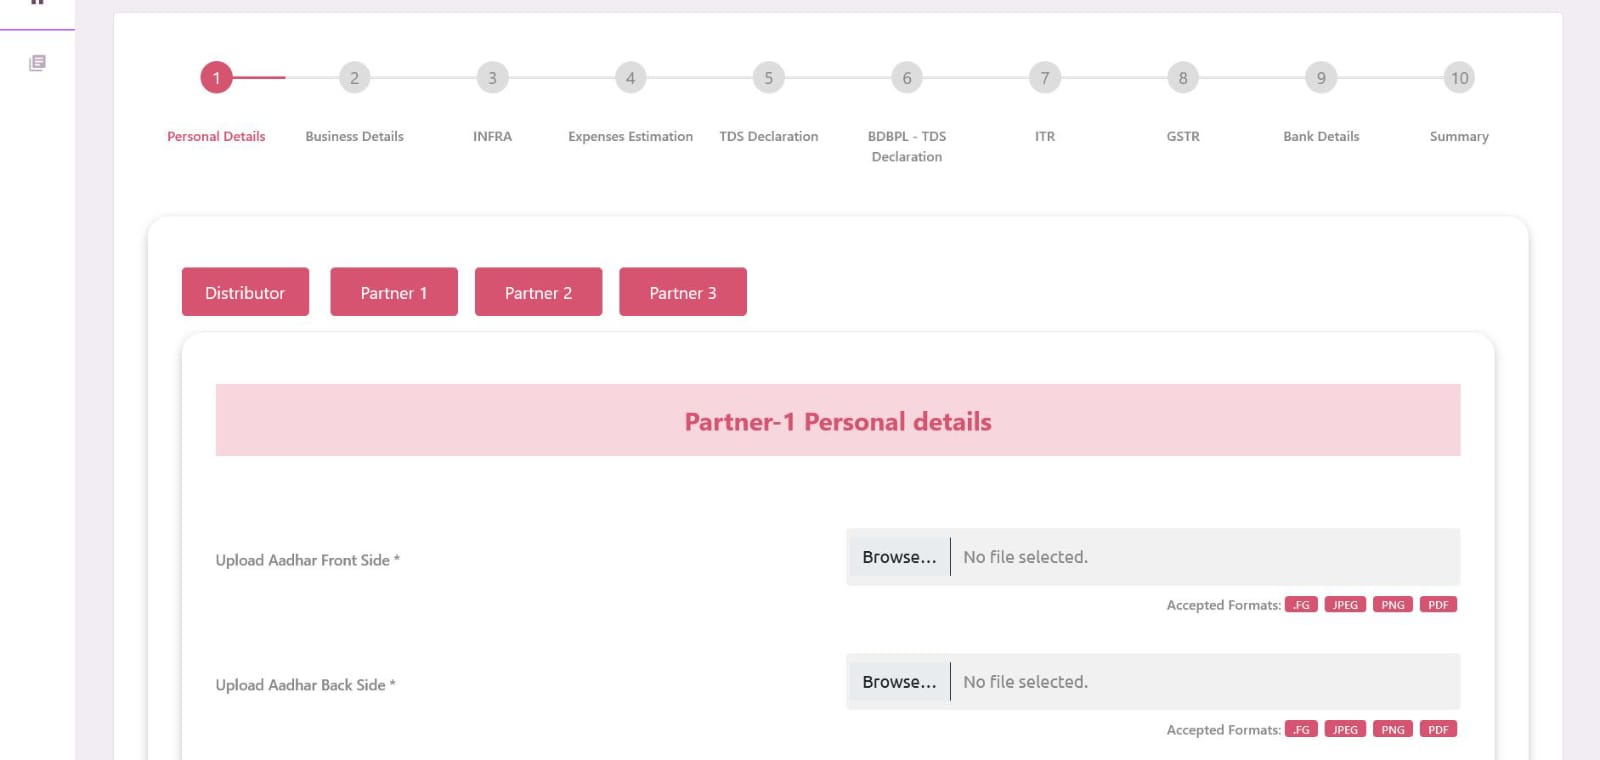 1 2 3 4 5 6 7 8 9 10
Personal Details Business Details INFRA Expenses Estimation TDS Declaration BDBPL - TDS Declaration ITR GSTR Bank Details Summary
Distributor Partner 1 Partner 2 Partner 3
Partner-1 Personal details
Upload Aadhar Front Side * Browse... No file selected.
Accepted Formats: .FG JPEG PNG PDF
Upload Aadhar Back Side * Browse... No file selected.
Accepted Formats: .FG JPEG PNG PDF